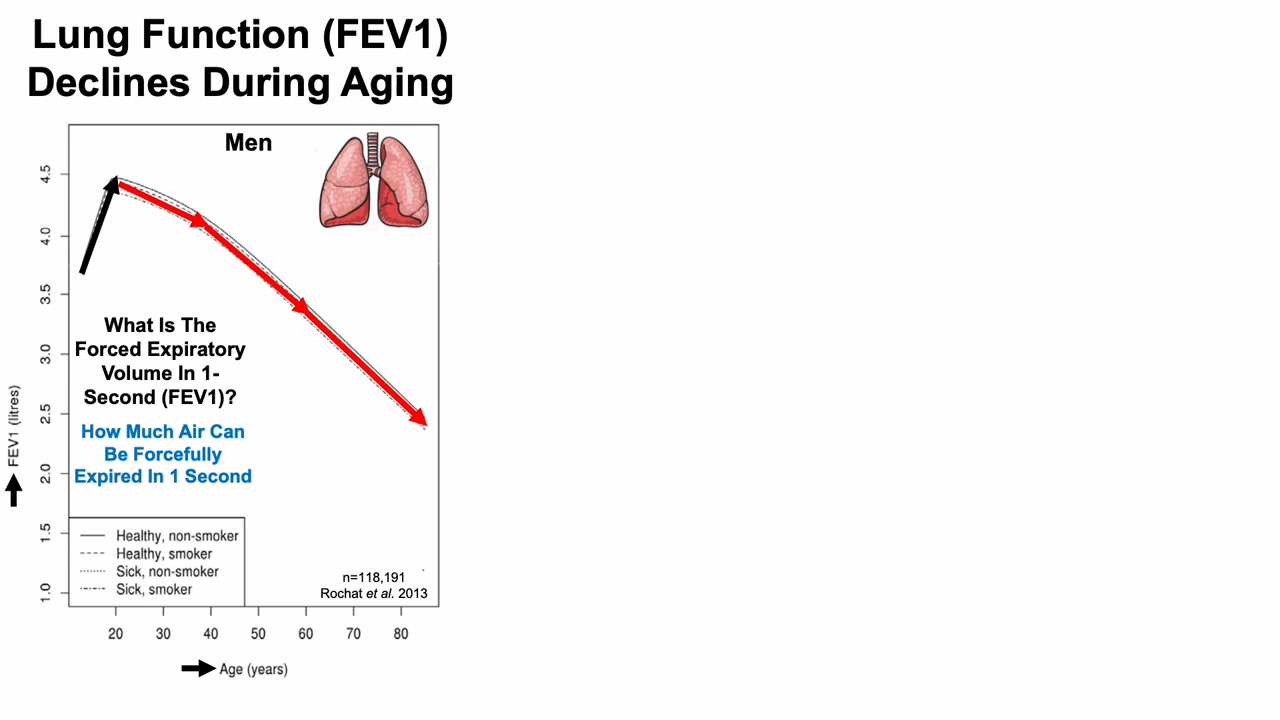 Lung Function (FEV1)
Declines During Aging
Men
4.5
4.0
3.5
3.0
2.5
2.0
1.5
1.0
FEV1 (litres)
What Is The
Forced Expiratory
Volume In 1-
Second (FEV1)?
How Much Air Can
Be Forcefully
Expired In 1 Second
Healthy, non-smoker
Healthy, smoker
Sick, non-smoker
Sick, smoker
n=118,191
Rochat et al. 2013
20 30 40 50 60 70 80
Age (years)